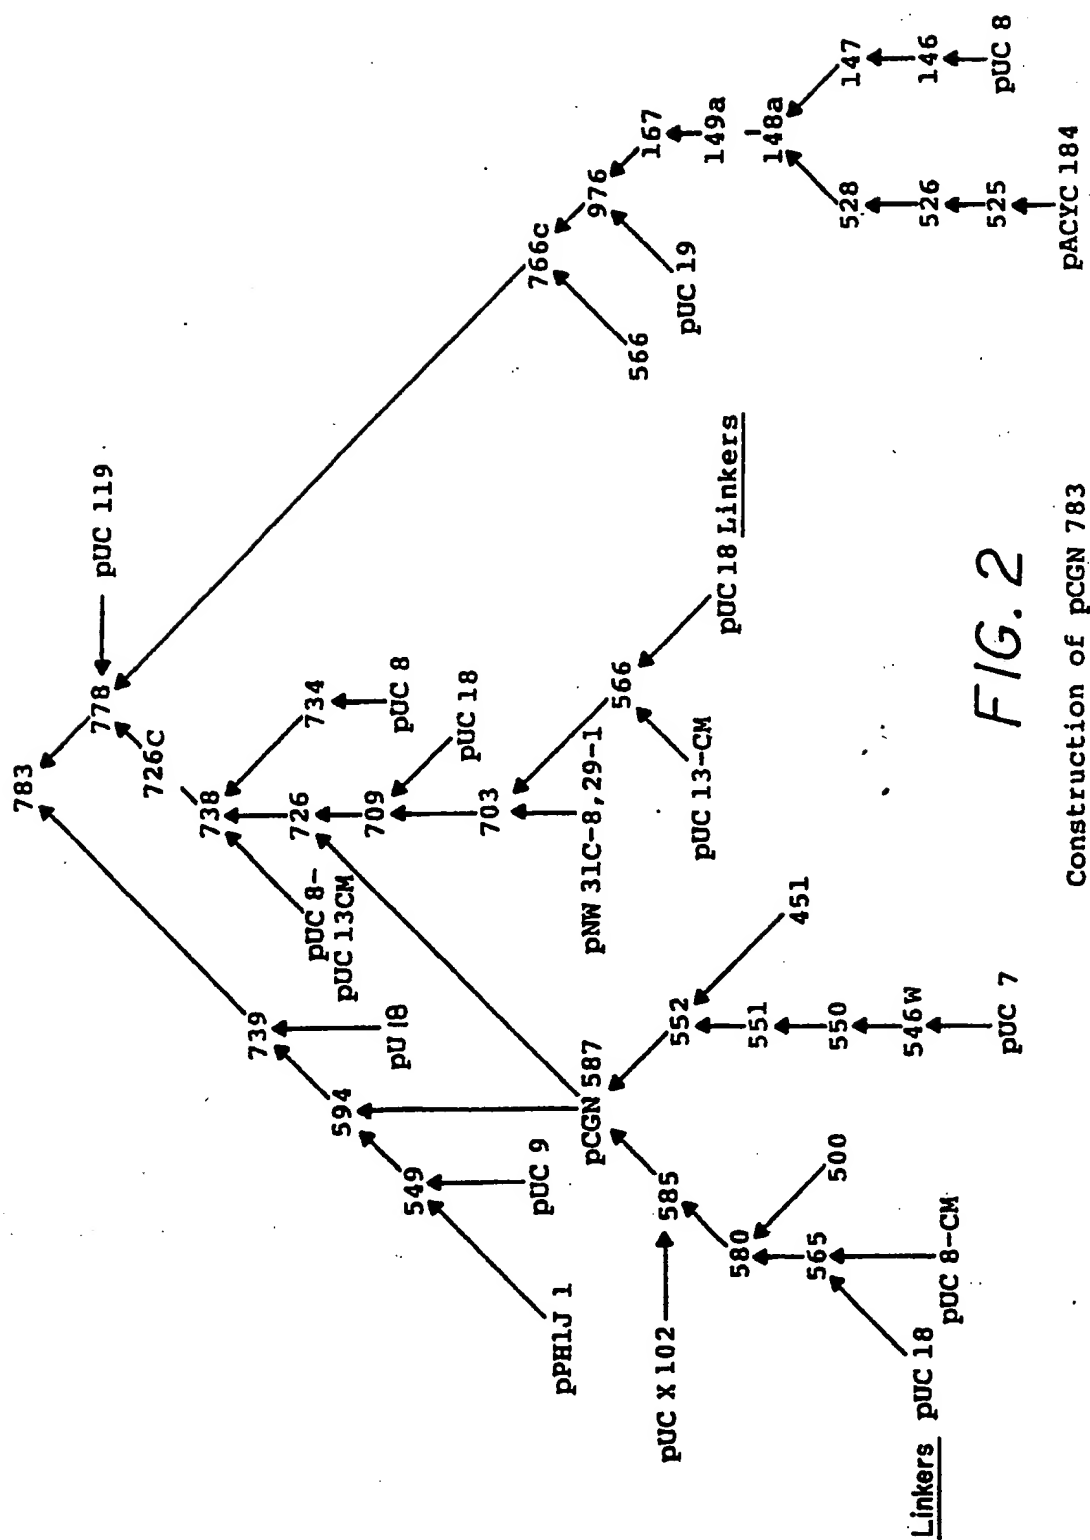 783
778
pUC 119
726C
738
739
726
734
pUC 8-
pUC 13CM
594
709
pU 18
pUC 8
549
pUC 18
703
pUC 9
766c
pPH1J 1
pCGN 587
pNW 31C-8,29-1
976
566
566
167
pUC X 102
585
552
pUC 19
pUC 13-CM
149a
pUC 18 Linkers
580
551
148a
451
565
500
550
528
147
546W
Linkers pUC 18
526
146
pUC 8-CM
pUC 7
525
pUC 8
FIG. 2
pACYC 184
Construction of pCGN 783